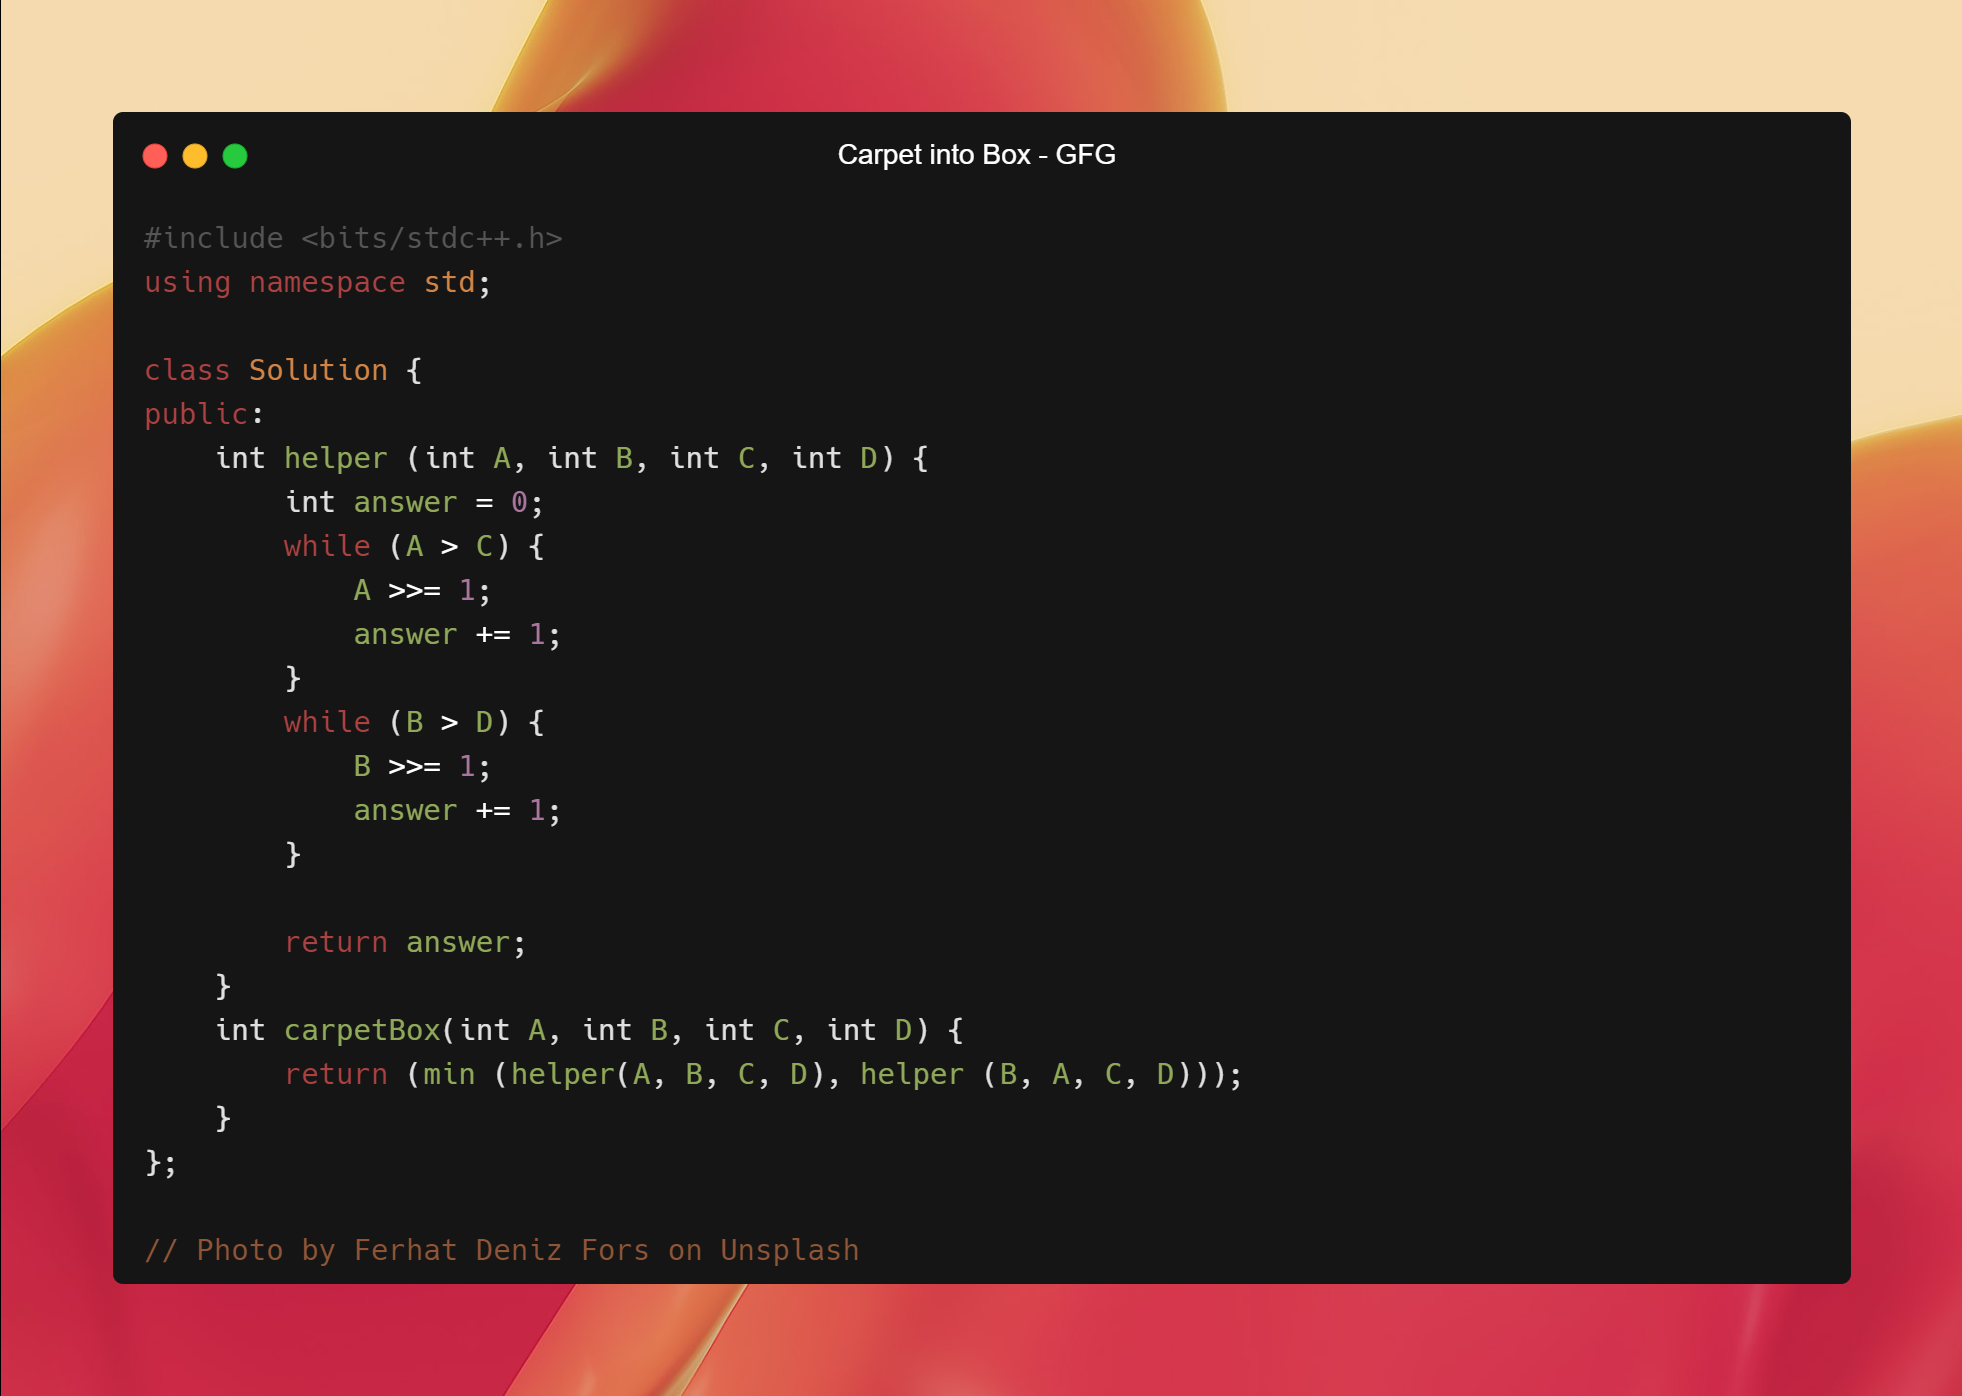 Carpet into Box - GFG
#include <bits/stdc++.h>
using namespace std;
class Solution {
public:
    int helper (int A, int B, int C, int D) {
        int answer = 0;
        while (A > C) {
            A >>= 1;
            answer += 1;
        }
        while (B > D) {
            B >>= 1;
            answer += 1;
        }
        return answer;
    }
    int carpetBox(int A, int B, int C, int D) {
        return (min (helper(A, B, C, D), helper (B, A, C, D)));
    }
};
// Photo by Ferhat Deniz Fors on Unsplash